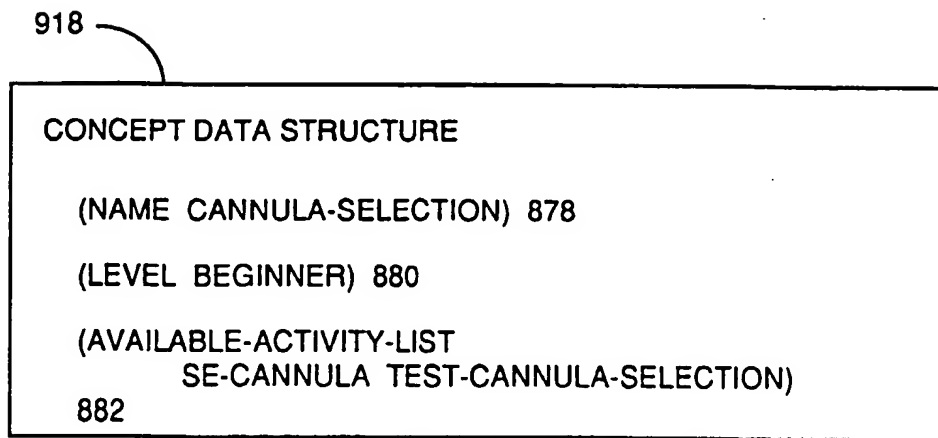 918
CONCEPT DATA STRUCTURE
(NAME CANNULA-SELECTION) 878
(LEVEL BEGINNER) 880
(AVAILABLE-ACTIVITY-LIST
SE-CANNULA TEST-CANNULA-SELECTION)
882